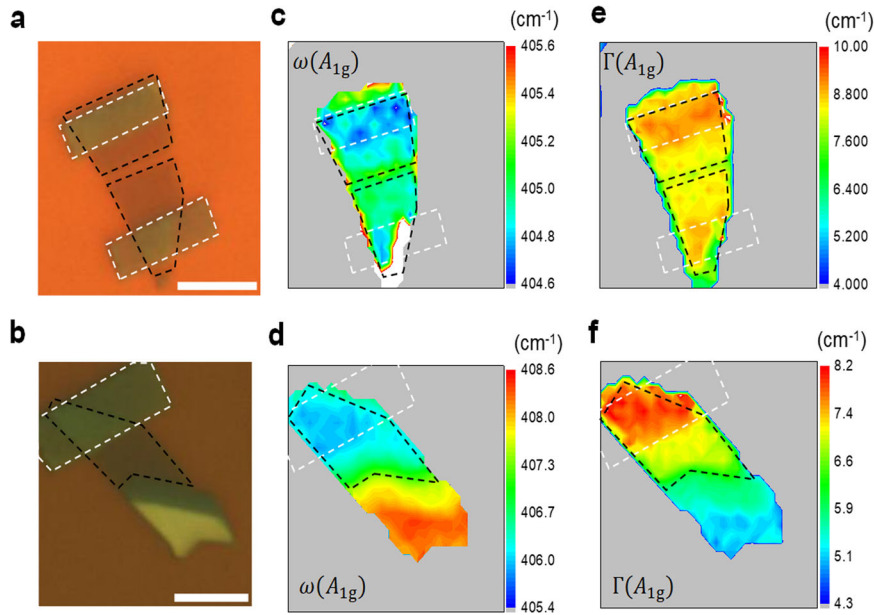 a
c
(cm⁻¹)
e
(cm⁻¹)
ω(A₁g)
405.6
405.4
405.2
405.0
404.8
404.6
Γ(A₁g)
10.00
8.800
7.600
6.400
5.200
4.000
b
d
(cm⁻¹)
f
(cm⁻¹)
408.6
408.0
407.3
406.7
406.0
405.4
ω(A₁g)
8.2
7.4
6.6
5.9
5.1
4.3
Γ(A₁g)